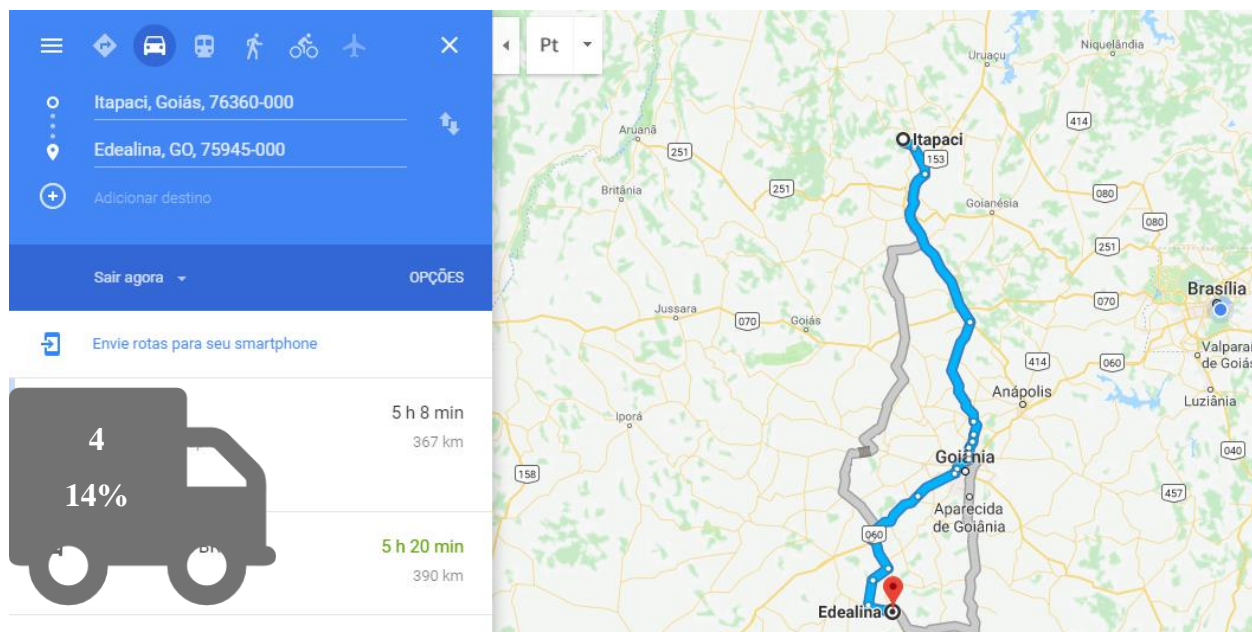 Itapaci, Goiás, 76360-000
Edealina, GO, 75945-000
Adicionar destino
Sair agora
OPÇÕES
Envie rotas para seu smartphone
4
14%
5 h 8 min
367 km
5 h 20 min
390 km
Pt
Uruaçu
Niquelândia
Aruanã
414
Itapaci
153
251
Britânia
251
080
Goianésia
080
251
Brasília
070
Jussara
070
Goiás
Valparaí
de Goiás
414
060
Anápolis
Luziânia
Iporá
040
Goiânia
158
457
Aparecida
de Goiânia
060
Edealina